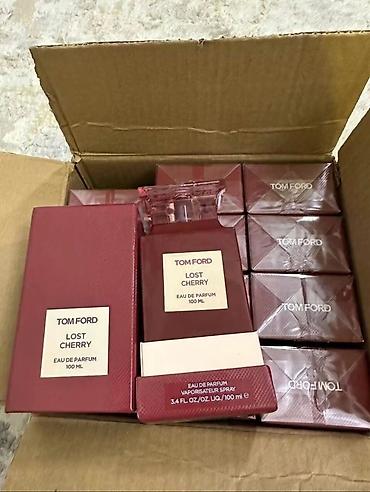 TOM FORD
LOST
CHERRY
EAU DE PARFUM
100 ML
TOM FORD
LOST
CHERRY
EAU DE PARFUM
100 ML
EAU DE PARFUM
VAPORISATEUR SPRAY
3.4 FL. OZ./OZ. LIQ./100 ml e
TOM FORD
TOM FORD
TOM FORD
TOM FORD